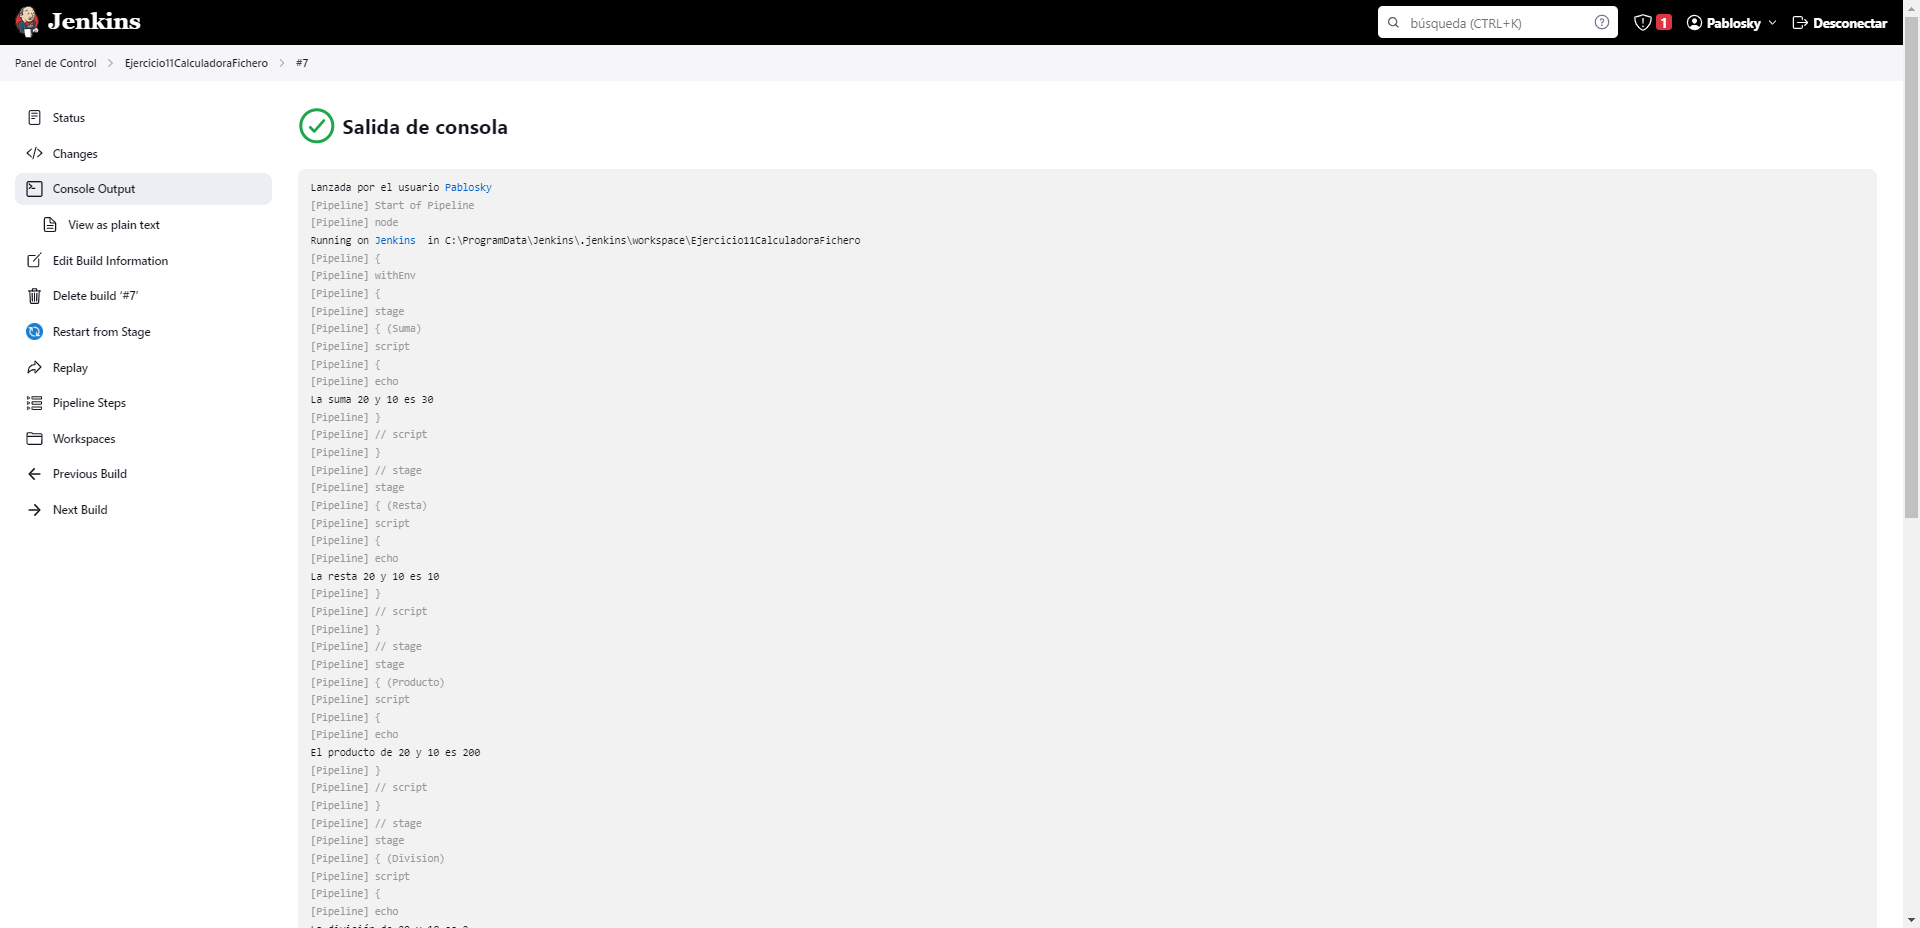 Jenkins
búsqueda (CTRL+K)
1
Pablosky
Desconectar
Panel de Control
Ejercicio11CalculadoraFichero
#7
Status
Changes
Console Output
View as plain text
Edit Build Information
Delete build ‘#7’
Restart from Stage
Replay
Pipeline Steps
Workspaces
Previous Build
Next Build
Salida de consola
Lanzada por el usuario Pablosky
[Pipeline] Start of Pipeline
[Pipeline] node
Running on Jenkins in C:\ProgramData\Jenkins\.jenkins\workspace\Ejercicio11CalculadoraFichero
[Pipeline] {
[Pipeline] withEnv
[Pipeline] {
[Pipeline] stage
[Pipeline] { (Suma)
[Pipeline] script
[Pipeline] {
[Pipeline] echo
La suma 20 y 10 es 30
[Pipeline] }
[Pipeline] // script
[Pipeline] }
[Pipeline] // stage
[Pipeline] stage
[Pipeline] { (Resta)
[Pipeline] script
[Pipeline] {
[Pipeline] echo
La resta 20 y 10 es 10
[Pipeline] }
[Pipeline] // script
[Pipeline] }
[Pipeline] // stage
[Pipeline] stage
[Pipeline] { (Producto)
[Pipeline] script
[Pipeline] {
[Pipeline] echo
El producto de 20 y 10 es 200
[Pipeline] }
[Pipeline] // script
[Pipeline] }
[Pipeline] // stage
[Pipeline] stage
[Pipeline] { (Division)
[Pipeline] script
[Pipeline] {
[Pipeline] echo
La división de 20 y 10 es 2